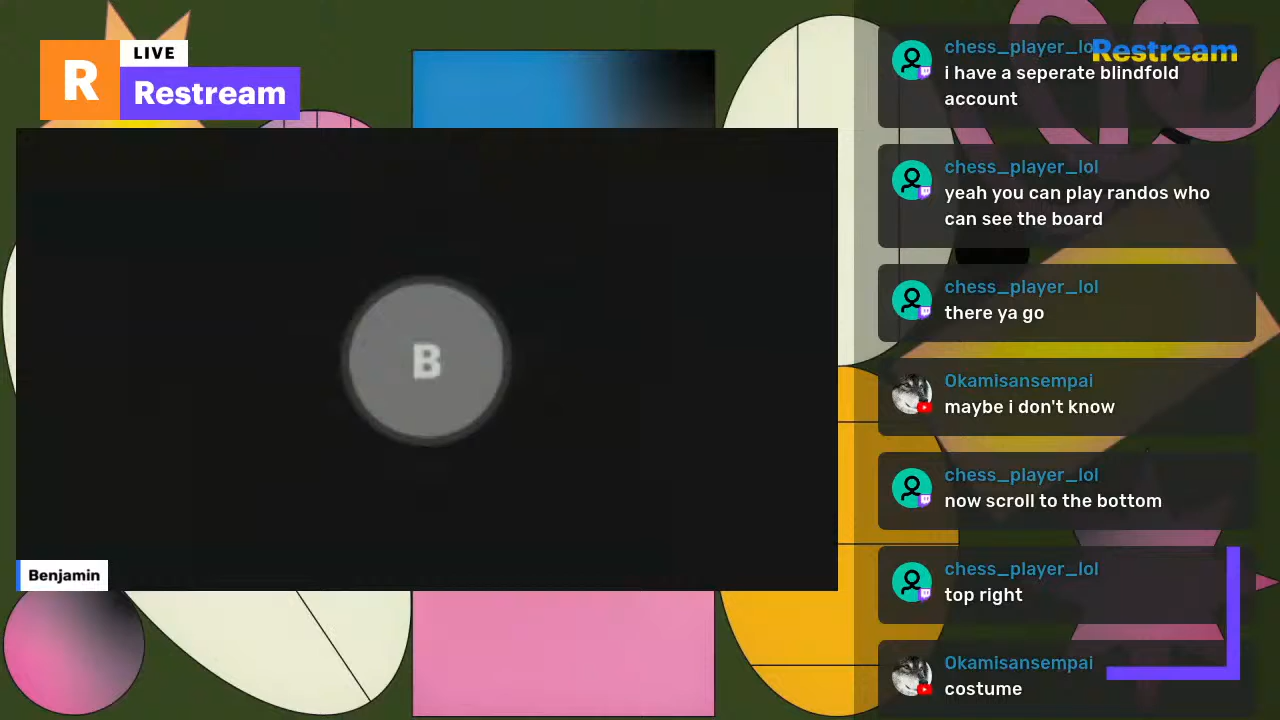 R
LIVE
Restream
B
Benjamin
Restream
chess_player_lo
i have a seperate blindfold
account
chess_player_lol
yeah you can play randos who
can see the board
chess_player_lol
there ya go
Okamisansempai
maybe i don't know
chess_player_lol
now scroll to the bottom
chess_player_lol
top right
Okamisansempai
costume